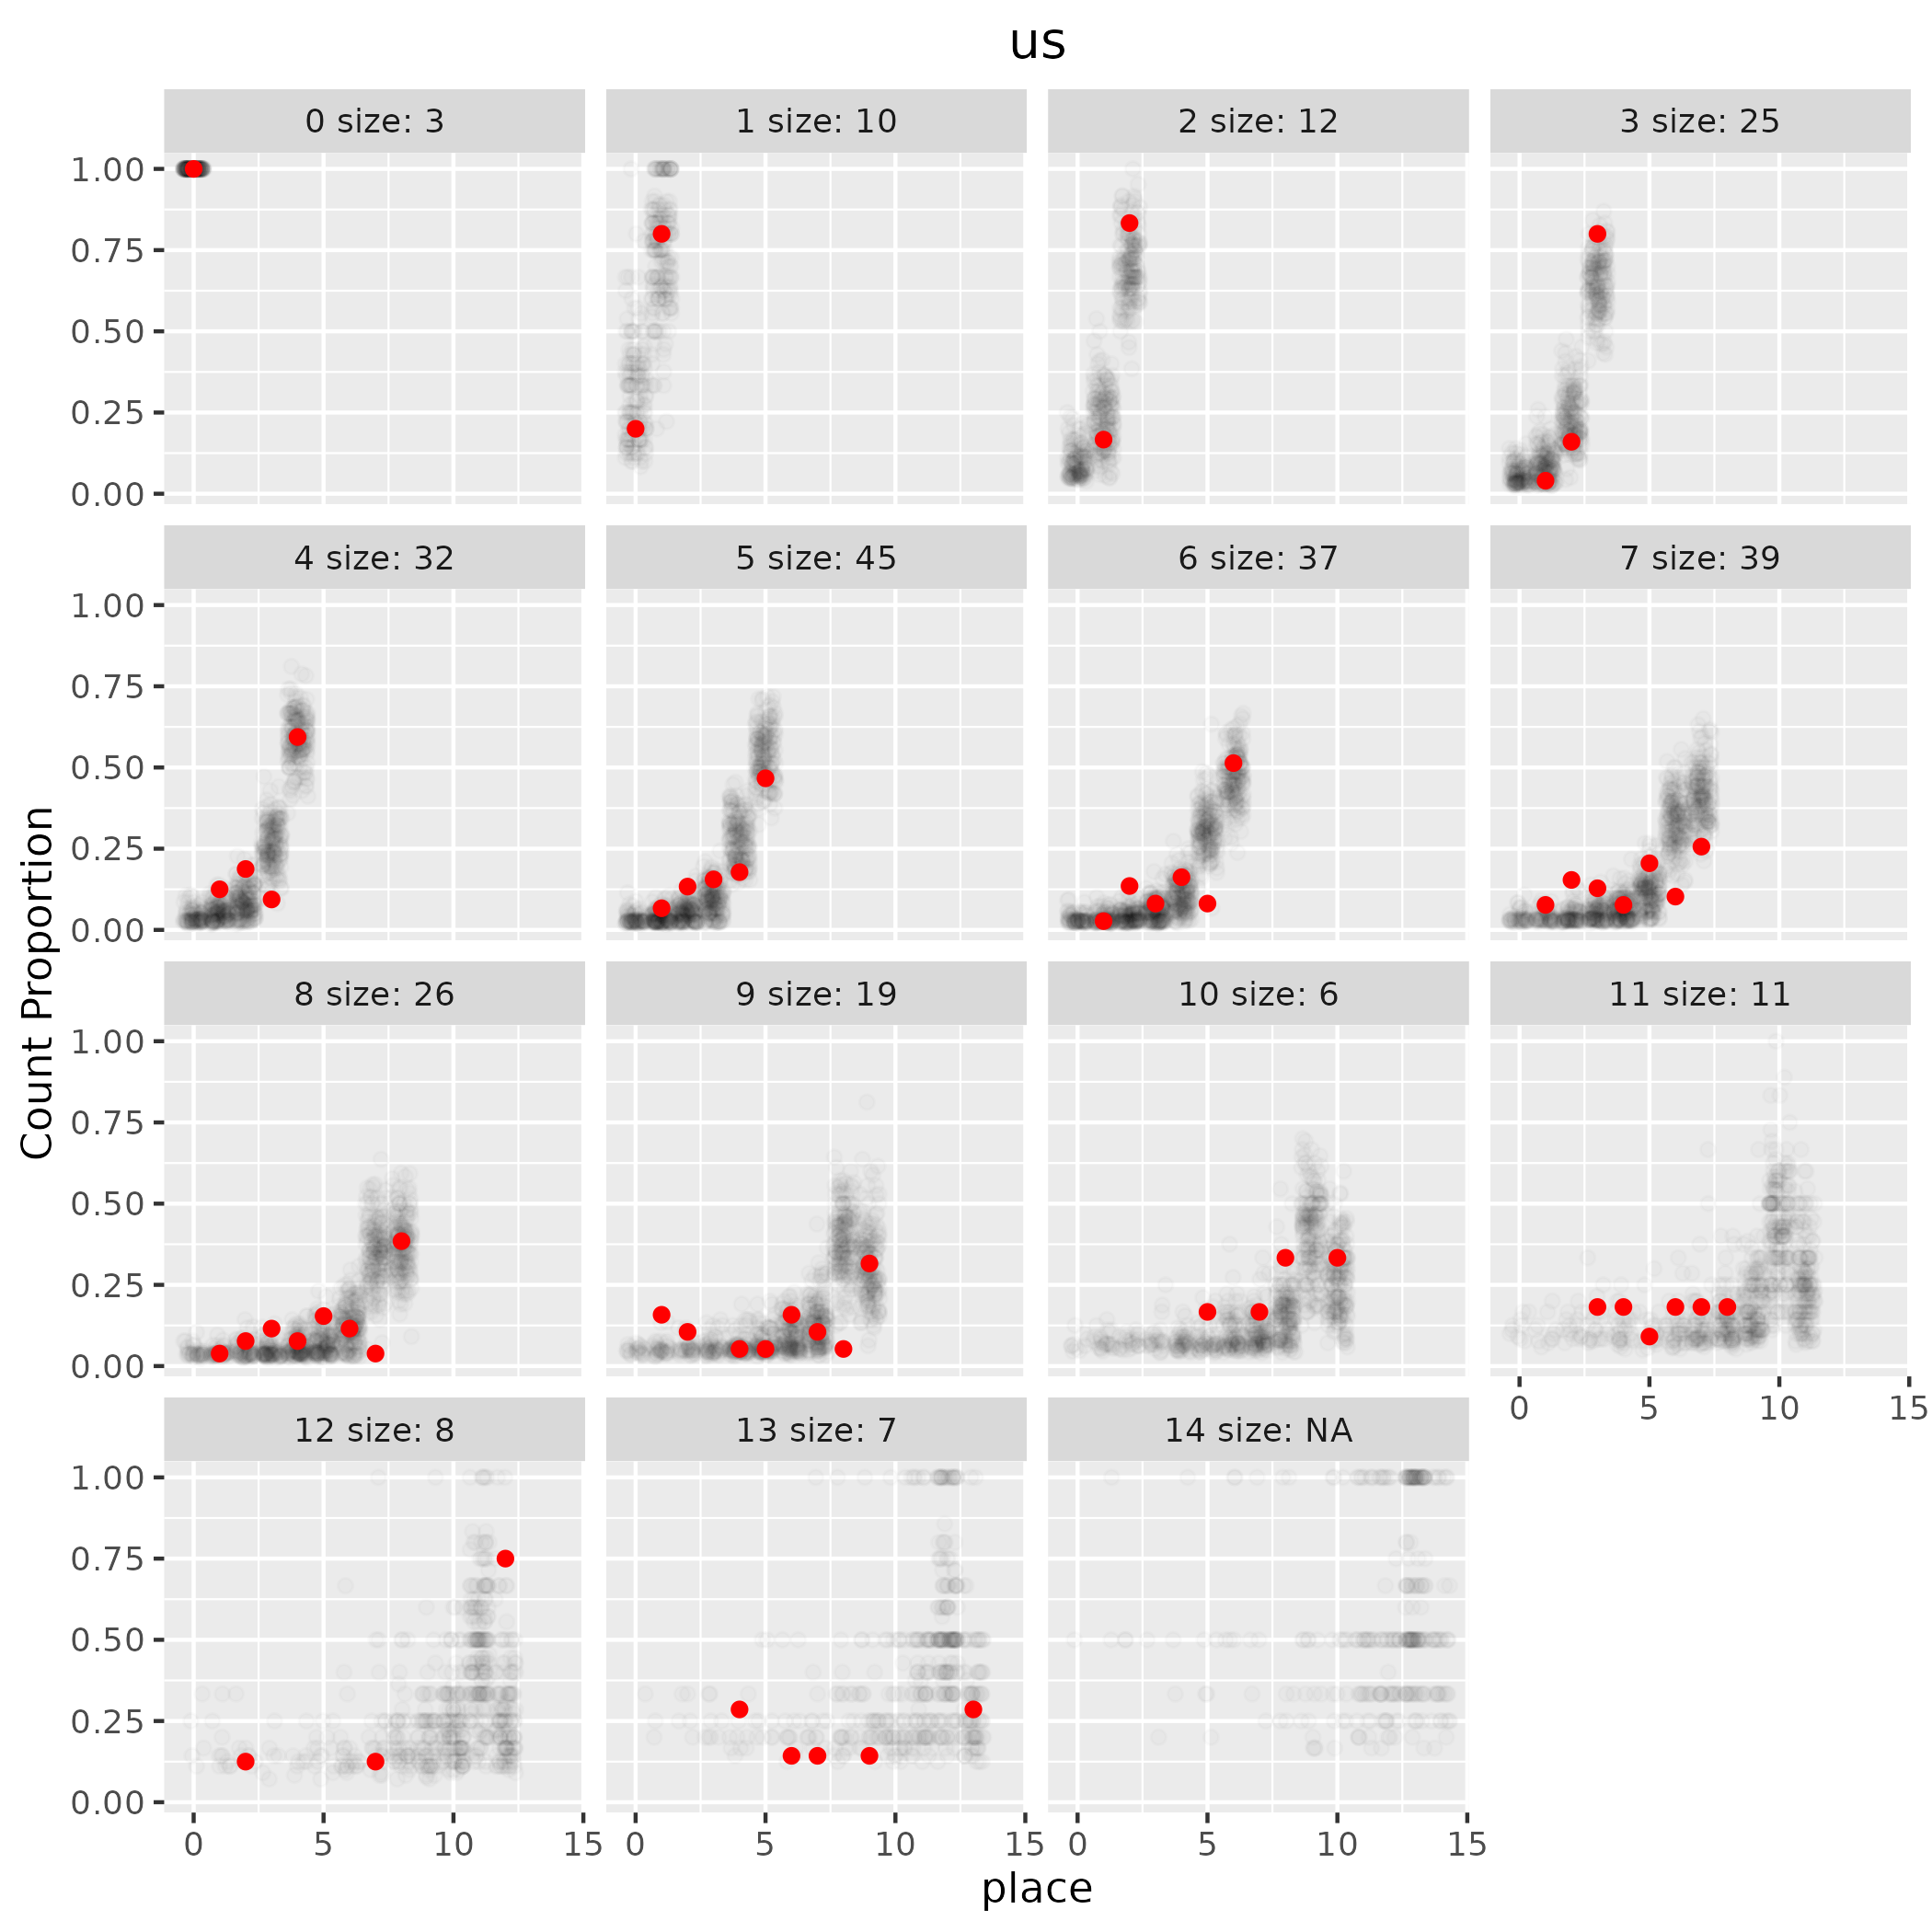 us
0 size: 3
1 size: 10
2 size: 12
3 size: 25
1.00
0.75
0.50
0.25
0.00
4 size: 32
5 size: 45
6 size: 37
7 size: 39
1.00
0.75
0.50
0.25
0.00
Count Proportion
8 size: 26
9 size: 19
10 size: 6
11 size: 11
1.00
0.75
0.50
0.25
0.00
0 5 10 15
12 size: 8
13 size: 7
14 size: NA
1.00
0.75
0.50
0.25
0.00
0 5 10 15
0 5 10 15
0 5 10 15
place